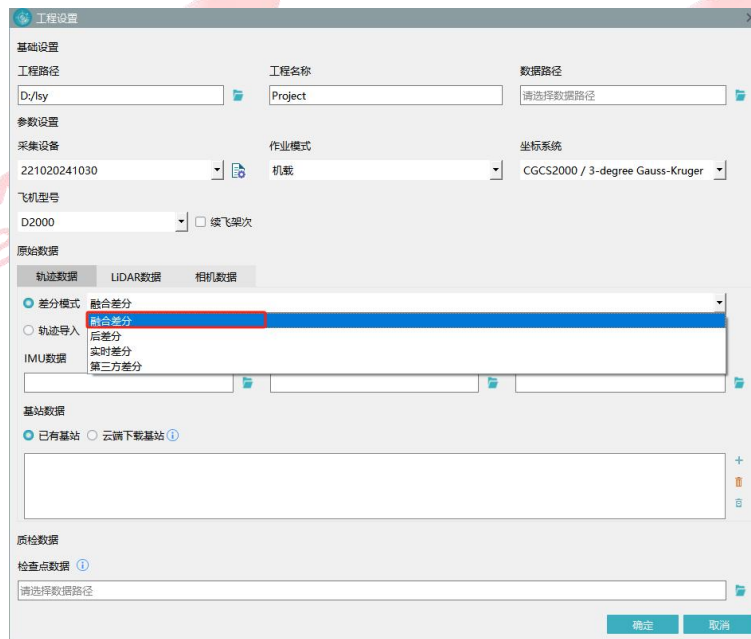 工程设置
基础设置
工程路径 工程名称 数据路径
D:/lsy Project 请选择数据路径
参数设置
采集设备 作业模式 坐标系统
221020241030 机载 CGCS2000 / 3-degree Gauss-Kruger
飞机型号
D2000 续飞架次
原始数据
轨迹数据 LiDAR数据 相机数据
差分模式 融合差分
融合差分
轨迹导入 后差分
实时差分
IMU数据
第三方差分
基站数据
已有基站 云端下载基站
质检数据
检查点数据
请选择数据路径
确定 取消